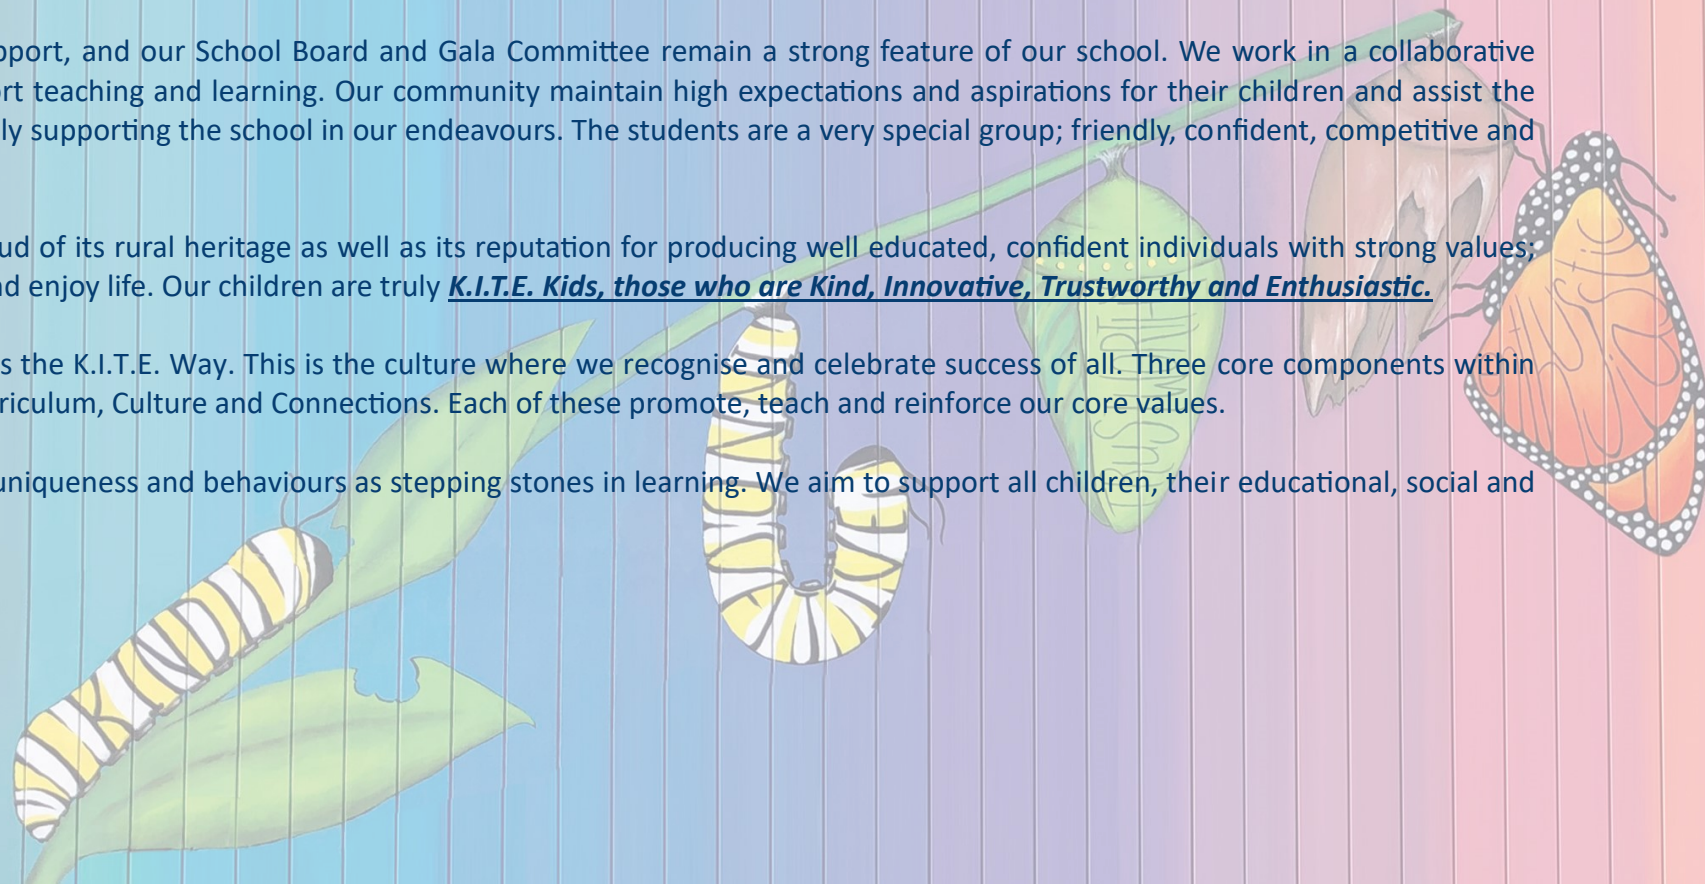 pport, and our School Board and Gala Committee remain a strong feature of our school. We work in a collaborative
rt teaching and learning. Our community maintain high expectations and aspirations for their children and assist the
ly supporting the school in our endeavours. The students are a very special group; friendly, confident, competitive and
ud of its rural heritage as well as its reputation for producing well educated, confident individuals with strong values;
nd enjoy life. Our children are truly K.I.T.E. Kids, those who are Kind, Innovative, Trustworthy and Enthusiastic.
s the K.I.T.E. Way. This is the culture where we recognise and celebrate success of all. Three core components within
riculum, Culture and Connections. Each of these promote, teach and reinforce our core values.
uniqueness and behaviours as stepping stones in learning. We aim to support all children, their educational, social and
KIND